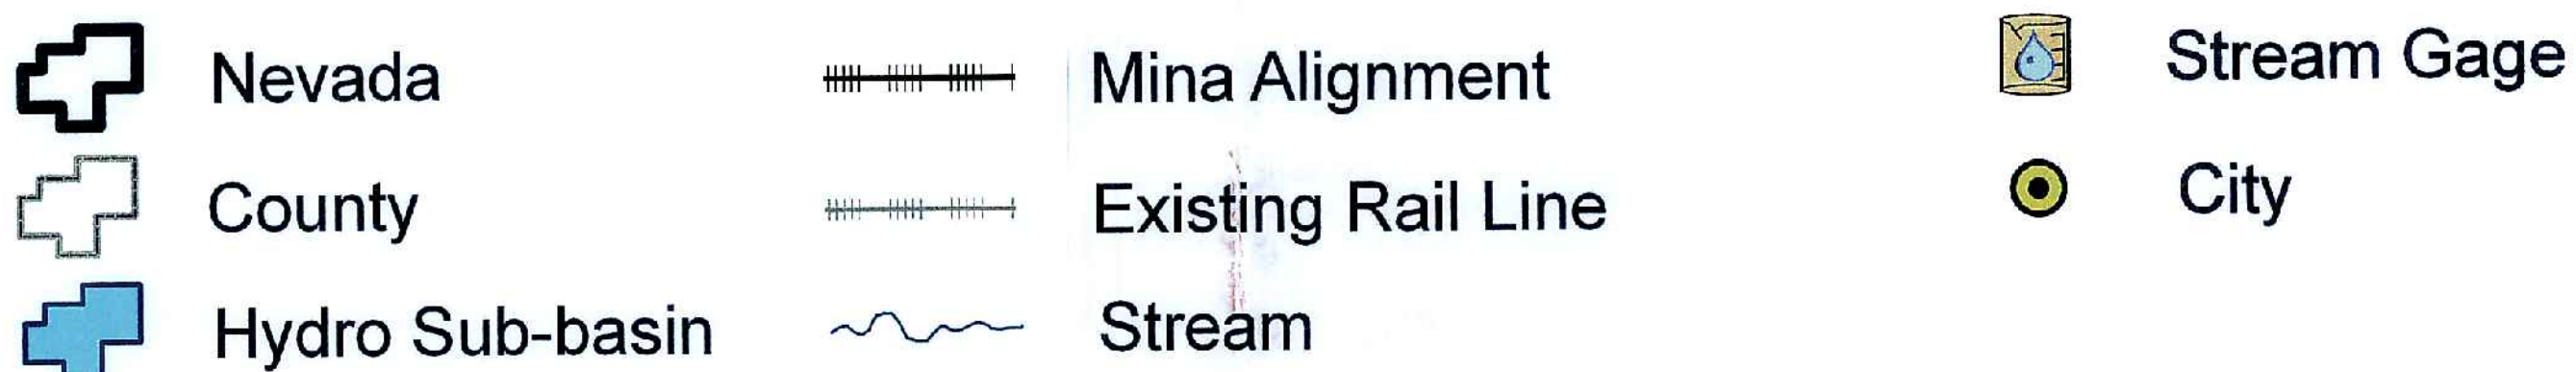 Nevada
County
Hydro Sub-basin
Mina Alignment
Existing Rail Line
Stream
Stream Gage
City